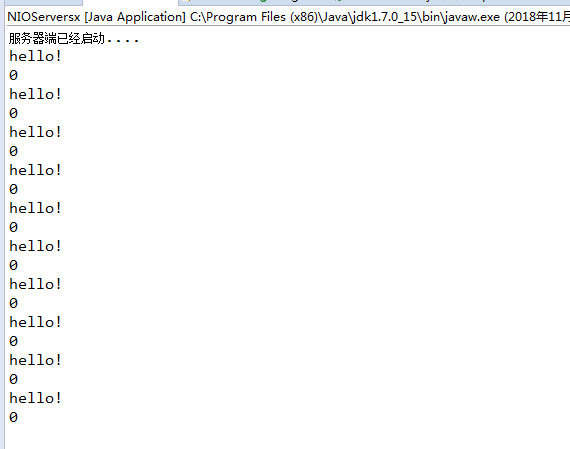 NIOServersx [Java Application] C:\Program Files (x86)\Java\jdk1.7.0_15\bin\javaw.exe (2018年11月
服务器端已经启动....
hello!
0
hello!
0
hello!
0
hello!
0
hello!
0
hello!
0
hello!
0
hello!
0
hello!
0
hello!
0